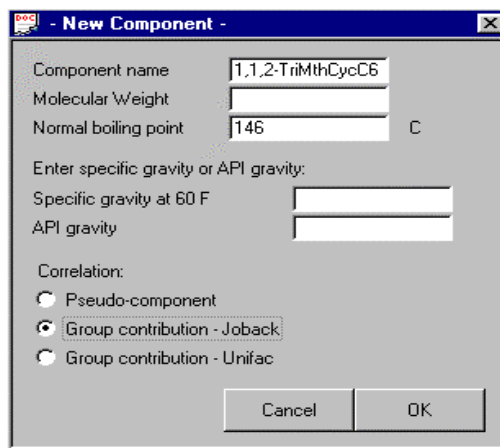 DOC - New Component -
Component name 1,1,2-TriMthCycC6
Molecular Weight
Normal boiling point 146 C
Enter specific gravity or API gravity:
Specific gravity at 60 F
API gravity
Correlation:
Pseudo-component
Group contribution - Joback
Group contribution - Unifac
Cancel OK